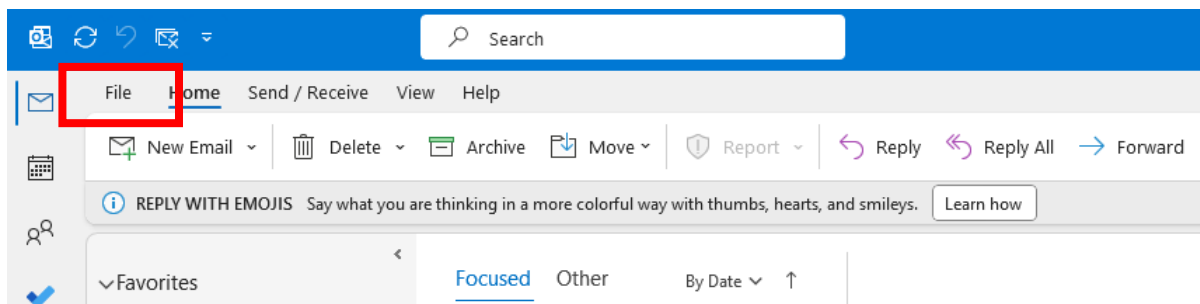 Search
File Home Send / Receive View Help
New Email Delete Archive Move Report Reply Reply All Forward
REPLY WITH EMOJIS Say what you are thinking in a more colorful way with thumbs, hearts, and smileys. Learn how
Favorites Focused Other By Date